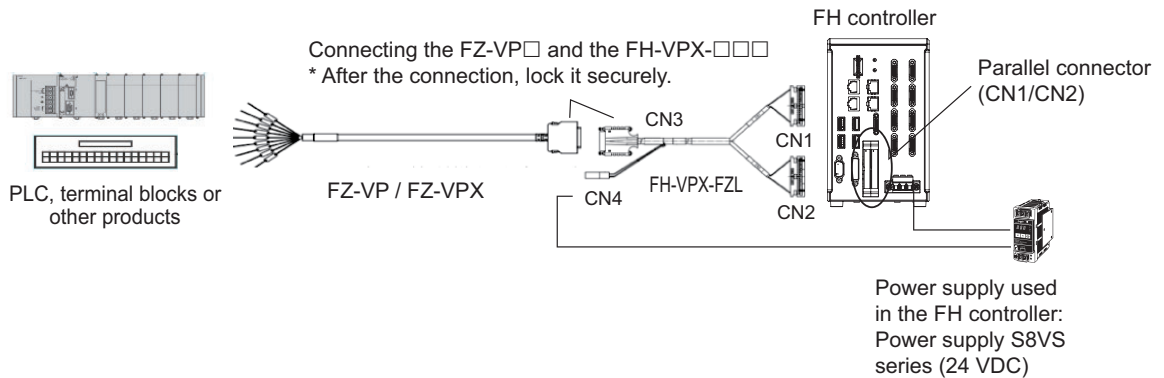 FH controller
Connecting the FZ-VP□ and the FH-VPX-□□□
* After the connection, lock it securely.
Parallel connector
(CN1/CN2)
CN3
CN1
PLC, terminal blocks or
other products
FZ-VP / FZ-VPX
CN4
FH-VPX-FZL
CN2
Power supply used
in the FH controller:
Power supply S8VS
series (24 VDC)